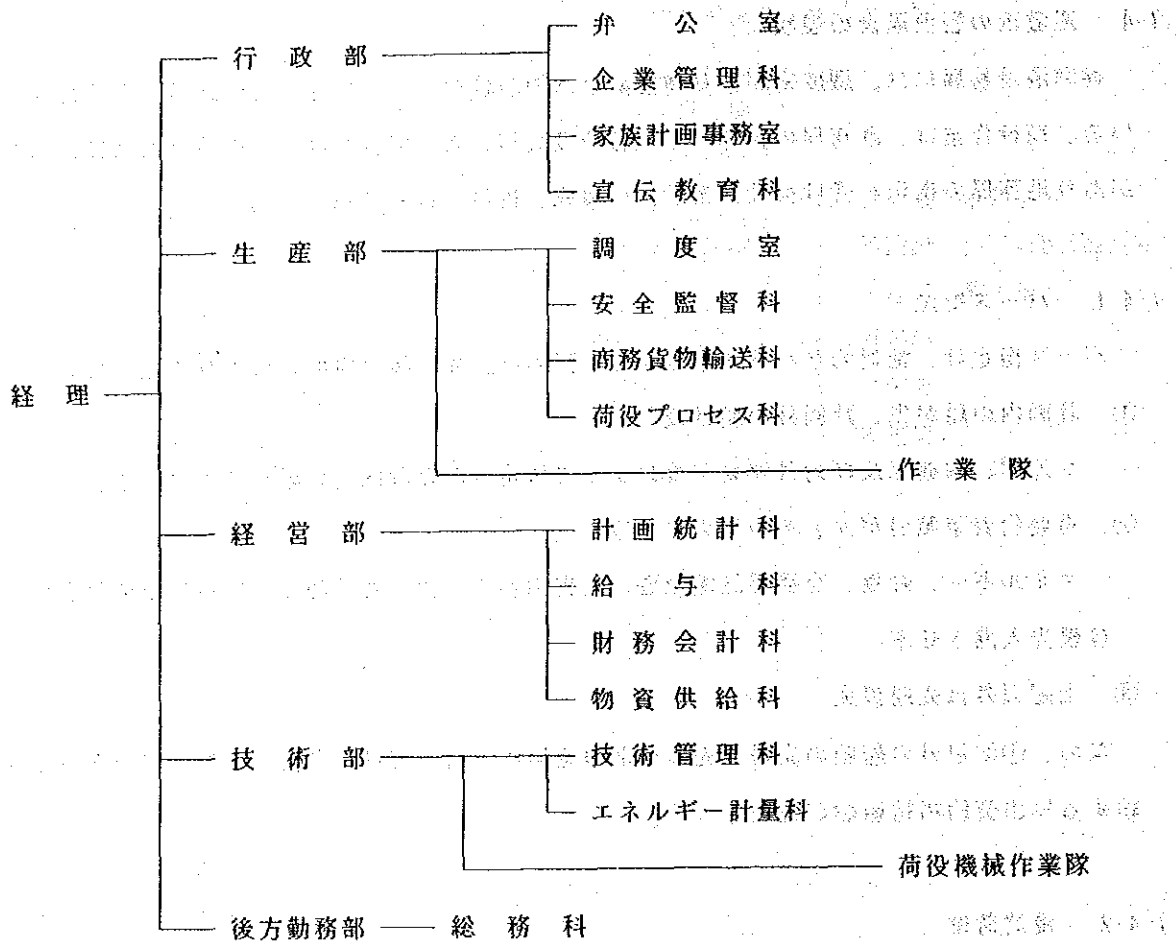 弁公室
行政部
企業管理科
家族計画事務室
宣伝教育科
生産部
調度室
安全監督科
商務貨物輸送科
経理
荷役プロセス科
作業隊
経営部
計画統計科
給与科
財務会計科
物資供給科
技術部
技術管理科
エネルギー計量科
荷役機械作業隊
後方勤務部
総務科